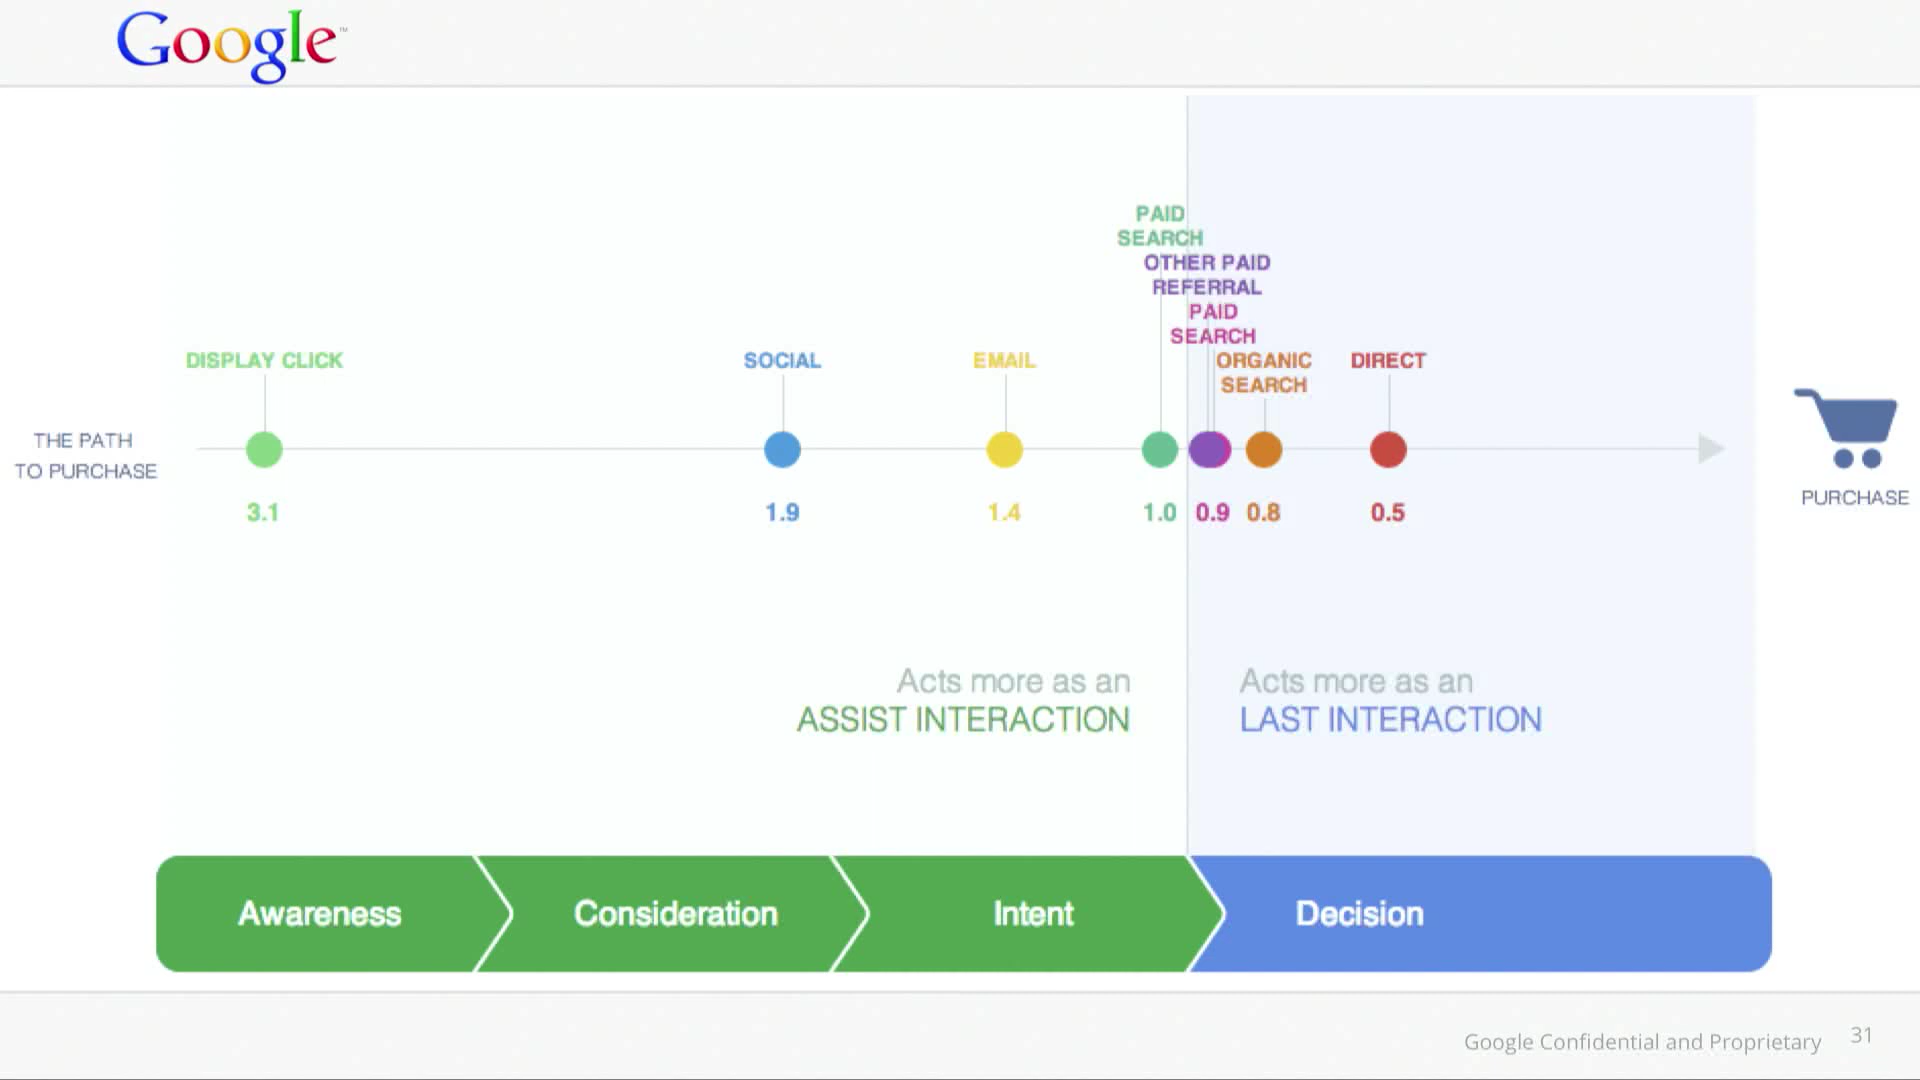 Google™
PAID
SEARCH
OTHER PAID
REFERRAL
PAID
SEARCH
DISPLAY CLICK
SOCIAL
EMAIL
ORGANIC
SEARCH
DIRECT
THE PATH
TO PURCHASE
PURCHASE
3.1
1.9
1.4
1.0
0.9
0.8
0.5
Acts more as an
ASSIST INTERACTION
Acts more as an
LAST INTERACTION
Awareness
Consideration
Intent
Decision
Google Confidential and Proprietary
31